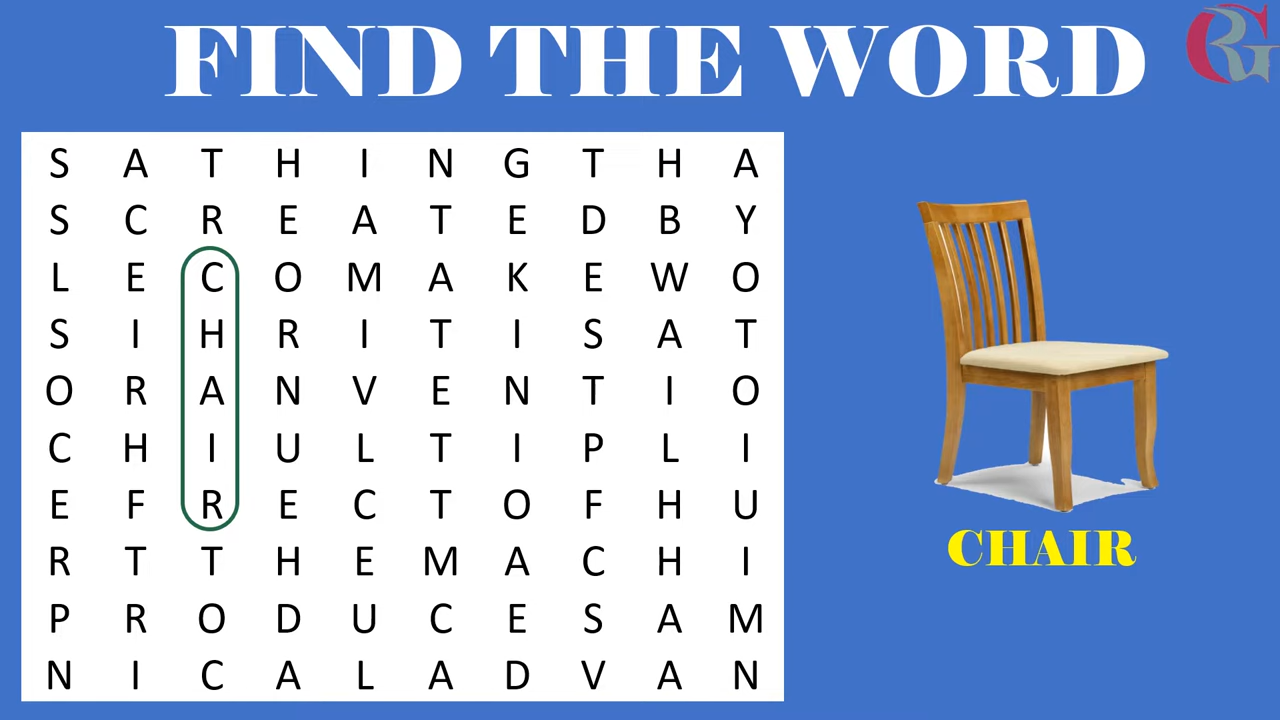 FIND THE WORD
S A T H I N G T H A
S C R E A T E D B Y
L E C O M A K E W O
S I H R I T I S A T
O R A N V E N T I O
C H I U L T I P L I
E F R E C T O F H U
R T T H E M A C H I
P R O D U C E S A M
N I C A L A D V A N
CHAIR